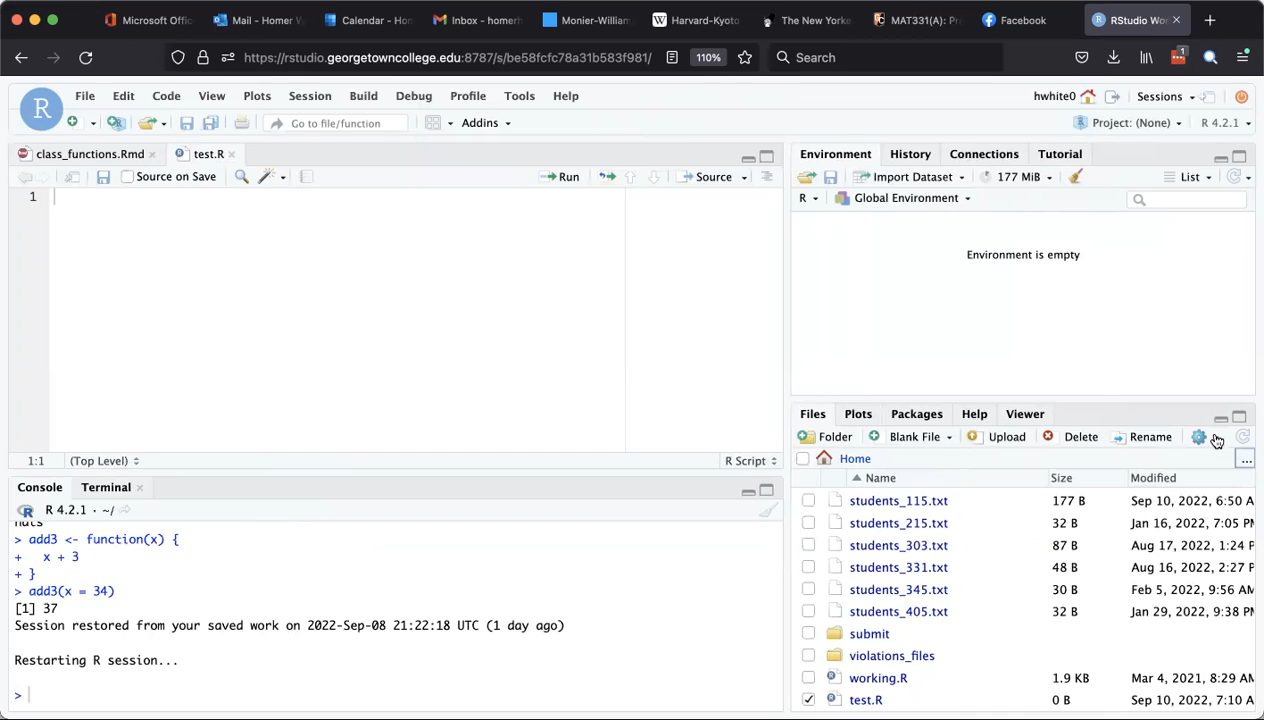 Microsoft Offic
Mail - Homer W
Calendar - Ho
Inbox - homerh
Monier-William
Harvard-Kyoto
The New Yorke
MAT331(A): Pr
Facebook
RStudio Wo
https://rstudio.georgetowncollege.edu:8787/s/be58fcfc78a31b583f981/
110%
Search
1
R
File Edit Code View Plots Session Build Debug Profile Tools Help
hwhite0
Sessions
Go to file/function
Addins
Project: (None)
R 4.2.1
class_functions.Rmd
test.R
Source on Save
Run
Source
1
1:1
(Top Level)
R Script
Console
Terminal
R 4.2.1 · ~/
> add3 <- function(x) {
+   x + 3
+ }
> add3(x = 34)
[1] 37
Session restored from your saved work on 2022-Sep-08 21:22:18 UTC (1 day ago)
Restarting R session...
>
Environment History Connections Tutorial
Import Dataset
177 MiB
List
R
Global Environment
Environment is empty
Files Plots Packages Help Viewer
Folder
Blank File
Upload
Delete
Rename
Home
...
Name Size Modified
students_115.txt 177 B Sep 10, 2022, 6:50 A
students_215.txt 32 B Jan 16, 2022, 7:05 PM
students_303.txt 87 B Aug 17, 2022, 1:24 P
students_331.txt 48 B Aug 16, 2022, 2:27 P
students_345.txt 30 B Feb 5, 2022, 9:56 AM
students_405.txt 32 B Jan 29, 2022, 9:38 PM
submit
violations_files
working.R 1.9 KB Mar 4, 2021, 8:29 AM
test.R 0 B Sep 10, 2022, 7:10 A